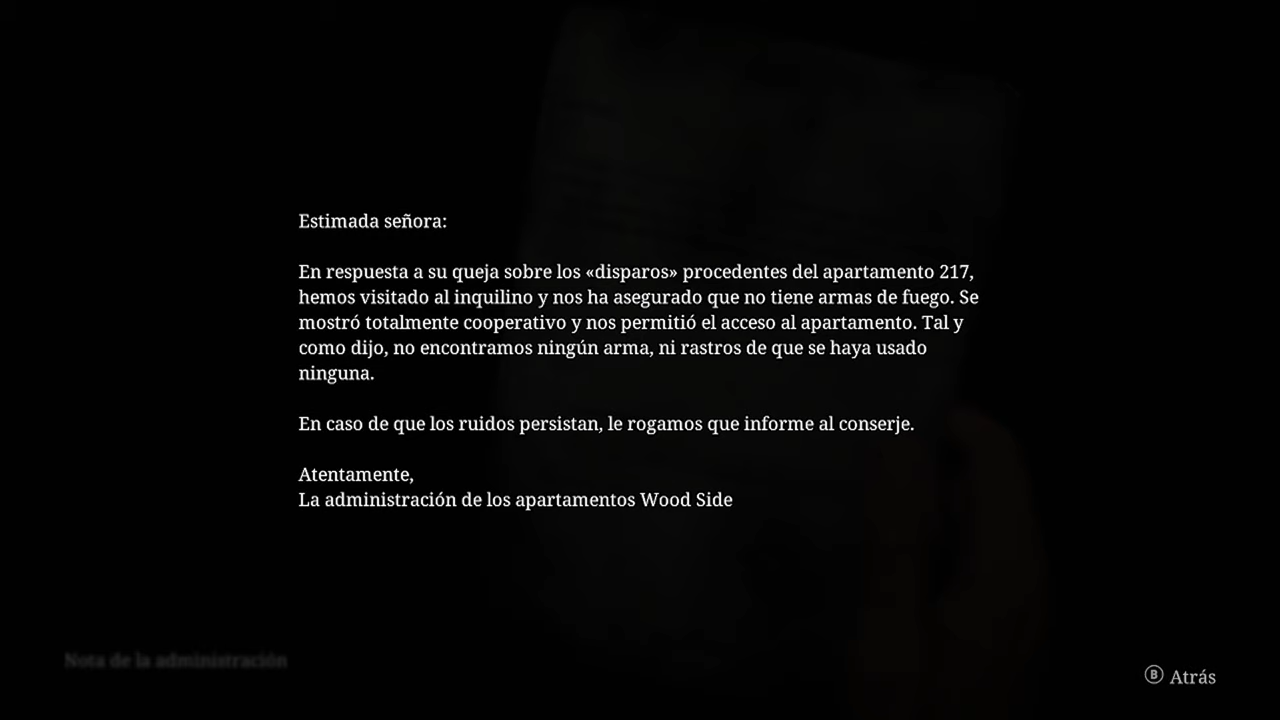 Estimada señora:
En respuesta a su queja sobre los «disparos» procedentes del apartamento 217,
hemos visitado al inquilino y nos ha asegurado que no tiene armas de fuego. Se
mostró totalmente cooperativo y nos permitió el acceso al apartamento. Tal y
como dijo, no encontramos ningún arma, ni rastros de que se haya usado
ninguna.
En caso de que los ruidos persistan, le rogamos que informe al conserje.
Atentamente,
La administración de los apartamentos Wood Side
Nota de la administración
B Atrás